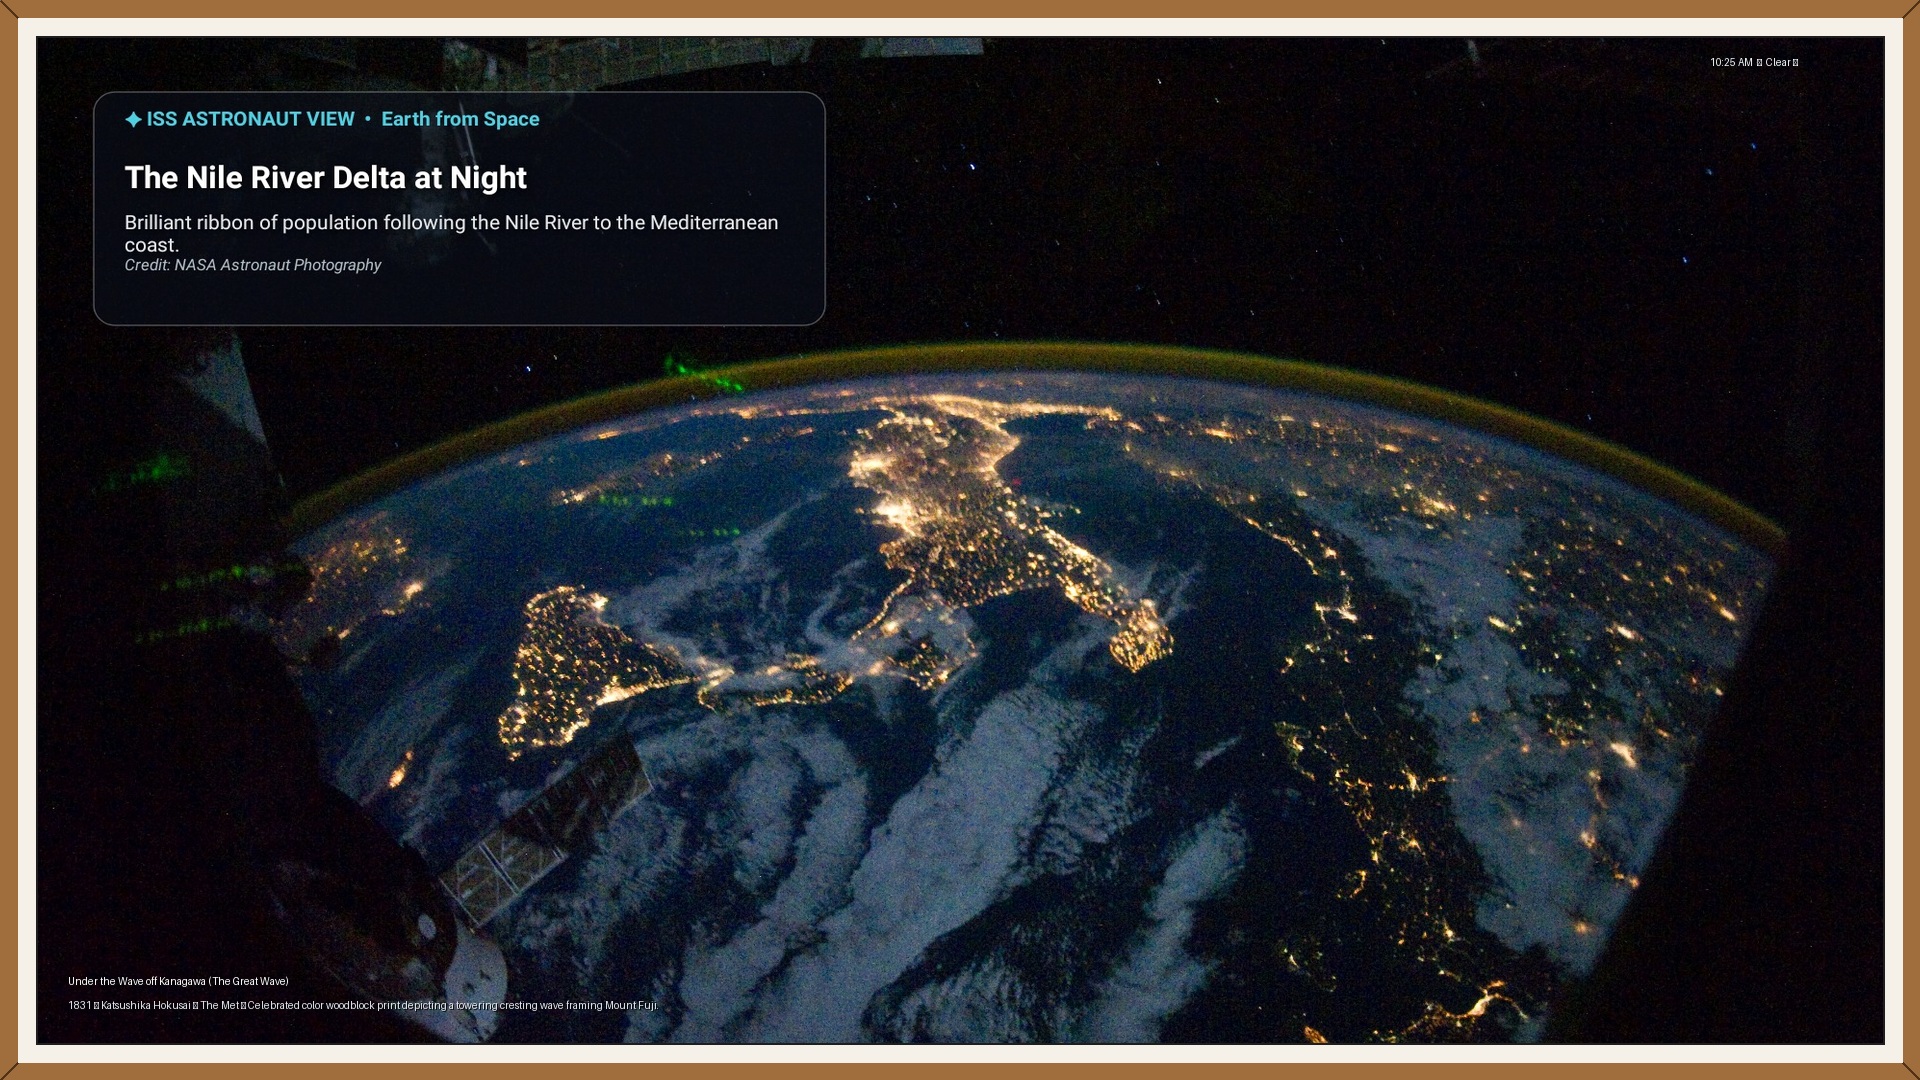 10:25 AM Clear
✦ ISS ASTRONAUT VIEW • Earth from Space
The Nile River Delta at Night
Brilliant ribbon of population following the Nile River to the Mediterranean
coast.
Credit: NASA Astronaut Photography
Under the Wave off Kanagawa (The Great Wave)
1831 Katsushika Hokusai The Met Celebrated color woodblock print depicting a towering cresting wave framing Mount Fuji.